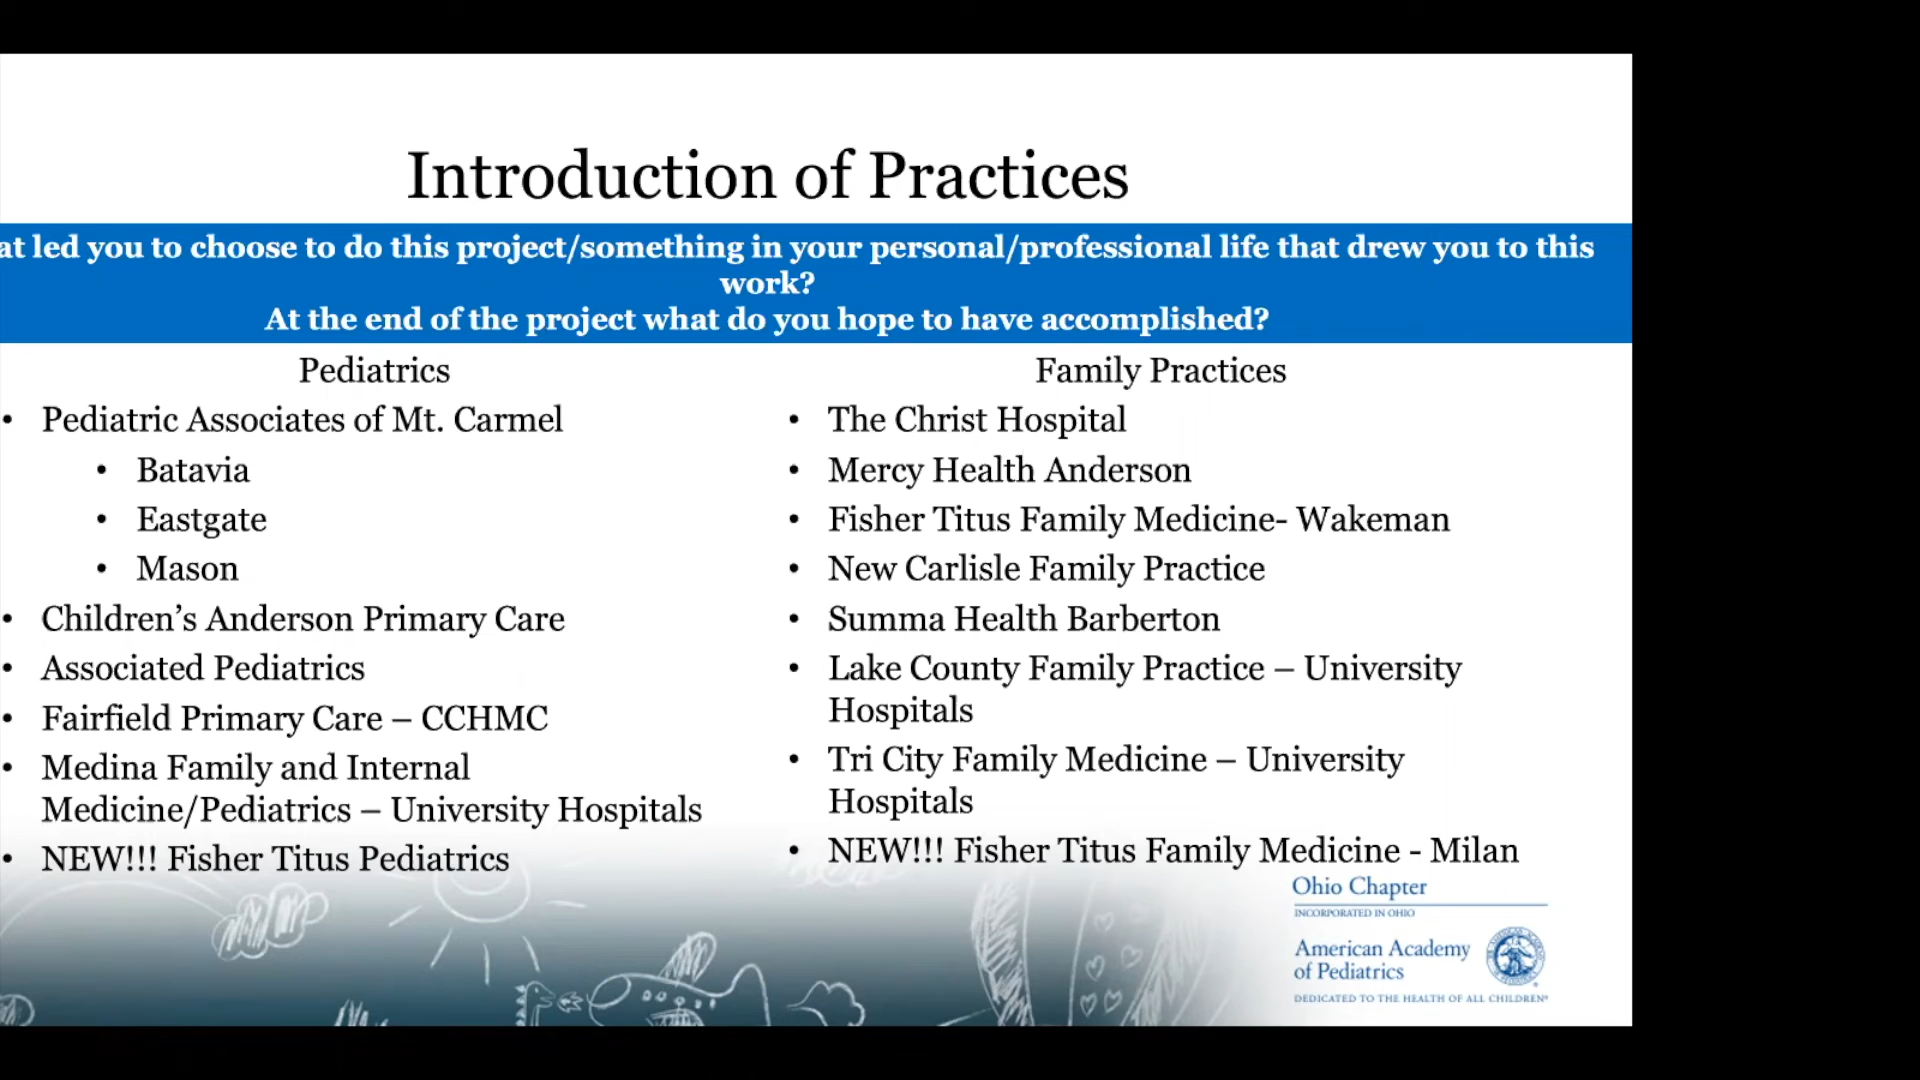 Introduction of Practices
at led you to choose to do this project/something in your personal/professional life that drew you to this
work?
At the end of the project what do you hope to have accomplished?
Pediatrics
• Pediatric Associates of Mt. Carmel
• Batavia
• Eastgate
• Mason
• Children’s Anderson Primary Care
• Associated Pediatrics
• Fairfield Primary Care – CCHMC
• Medina Family and Internal
Medicine/Pediatrics – University Hospitals
• NEW!!! Fisher Titus Pediatrics
Family Practices
• The Christ Hospital
• Mercy Health Anderson
• Fisher Titus Family Medicine- Wakeman
• New Carlisle Family Practice
• Summa Health Barberton
• Lake County Family Practice – University
Hospitals
• Tri City Family Medicine – University
Hospitals
• NEW!!! Fisher Titus Family Medicine - Milan
Ohio Chapter
INCORPORATED IN OHIO
American Academy
of Pediatrics
DEDICATED TO THE HEALTH OF ALL CHILDREN®